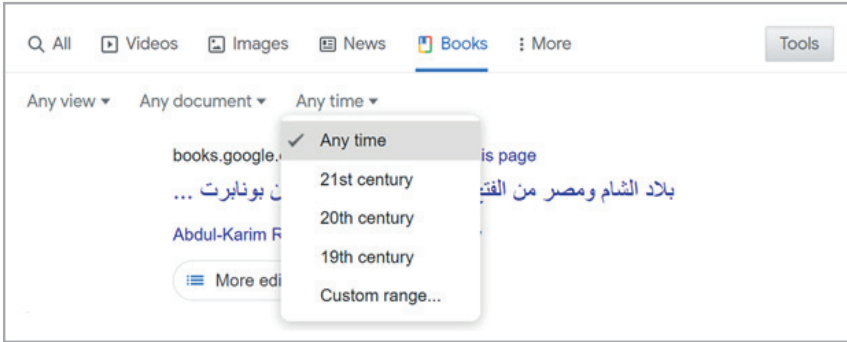 All Videos Images News Books More Tools
Any view Any document Any time
Any time
books.google. is page
21st century
بلاد الشام ومصر من الفتح ن بونابرت ...
20th century
Abdul-Karim R
19th century
More edi
Custom range...